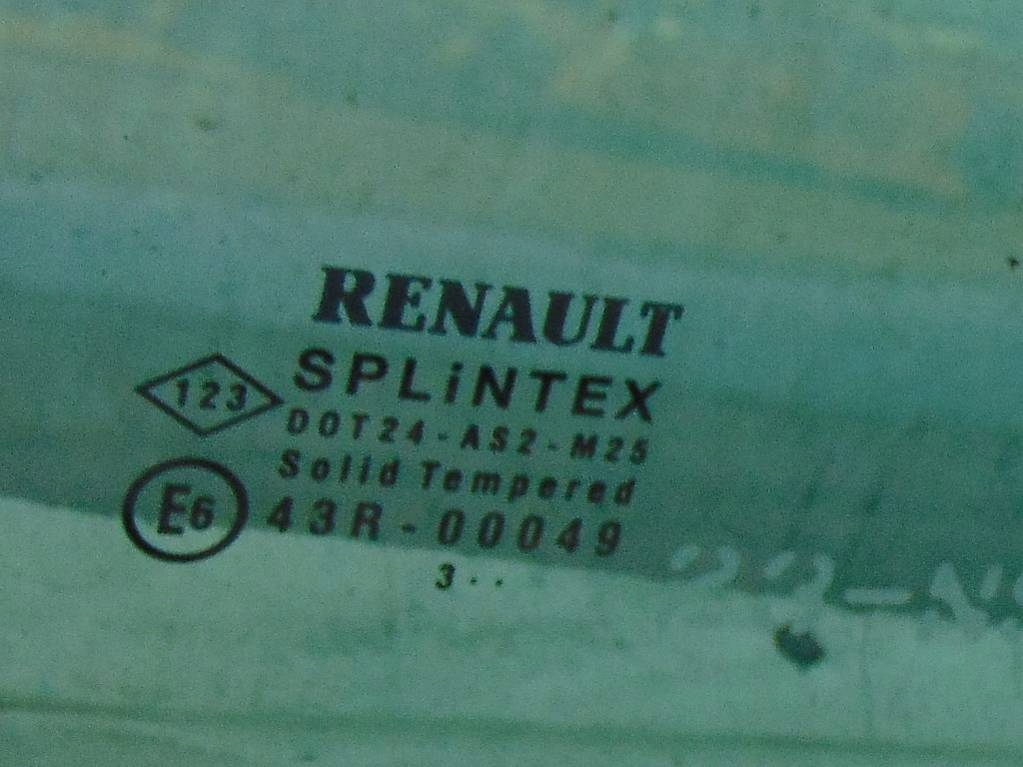 RENAULT
SPLiNTEX
123
DOT24-AS2-M25
Solid Tempered
E6 43R-00049
3··